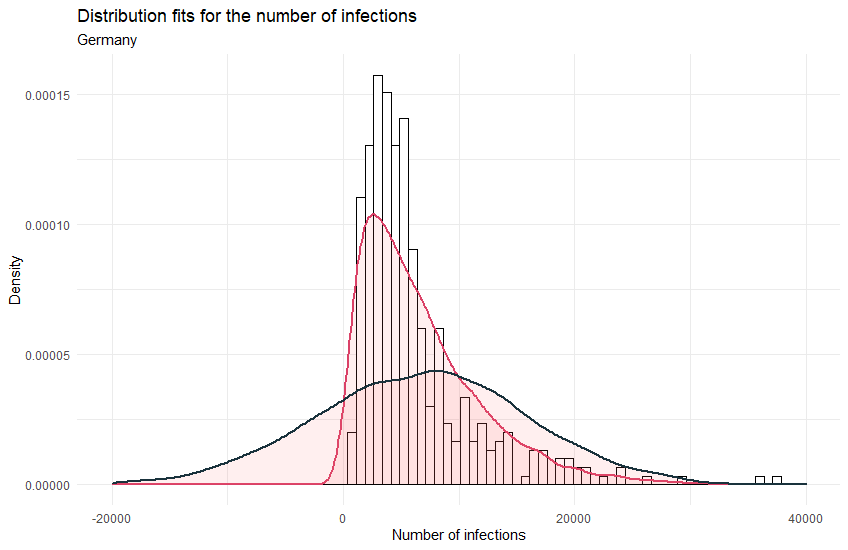 Distribution fits for the number of infections
Germany
0.00015
0.00010
0.00005
0.00000
Density
-20000 0 20000 40000
Number of infections